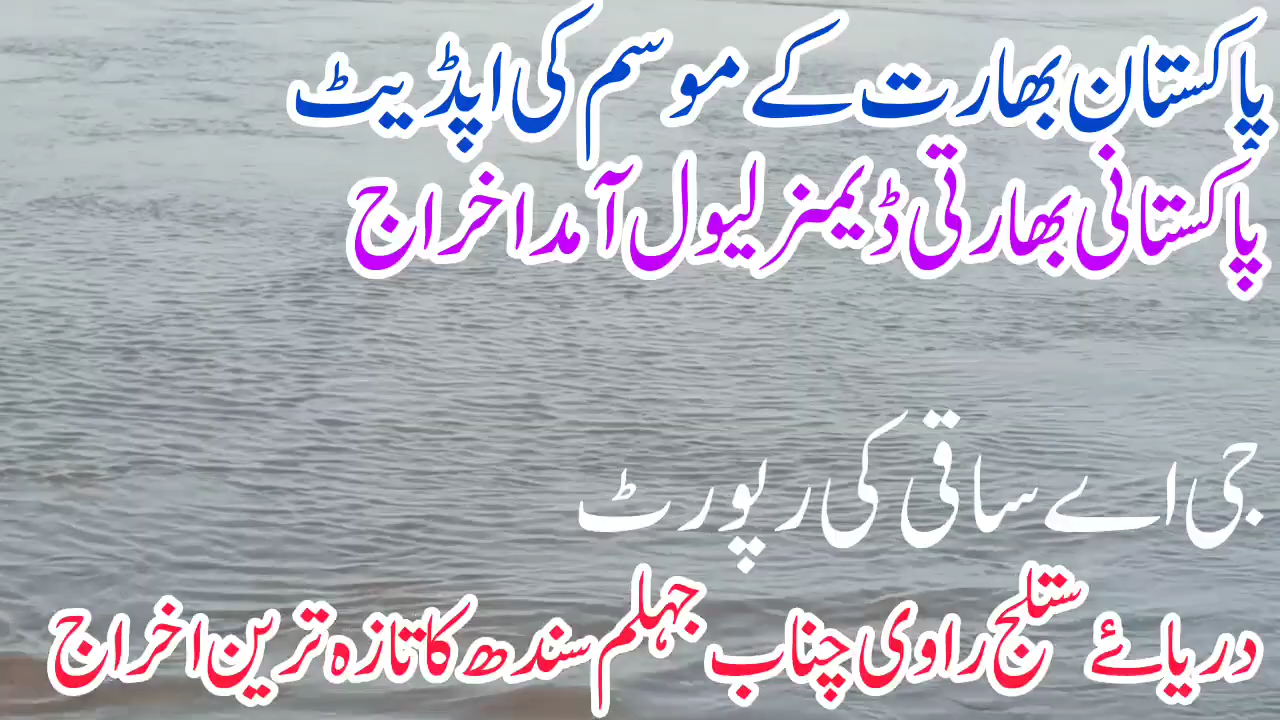 پاکستان بھارت کے موسم کی اپڈیٹ
پاکستانی بھارتی ڈیمز لیول آمد اخراج
جی اے ساقی کی رپورٹ
دریائے ستلج راوی چناب جہلم سندھ کا تازہ ترین اخراج